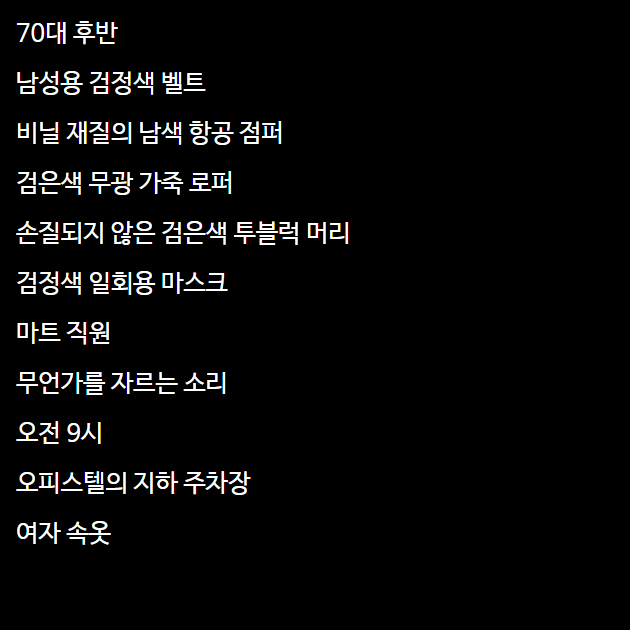 70대 후반
남성용 검정색 벨트
비닐 재질의 남색 항공 점퍼
검은색 무광 가죽 로퍼
손질되지 않은 검은색 투블럭 머리
검정색 일회용 마스크
마트 직원
무언가를 자르는 소리
오전 9시
오피스텔의 지하 주차장
여자 속옷